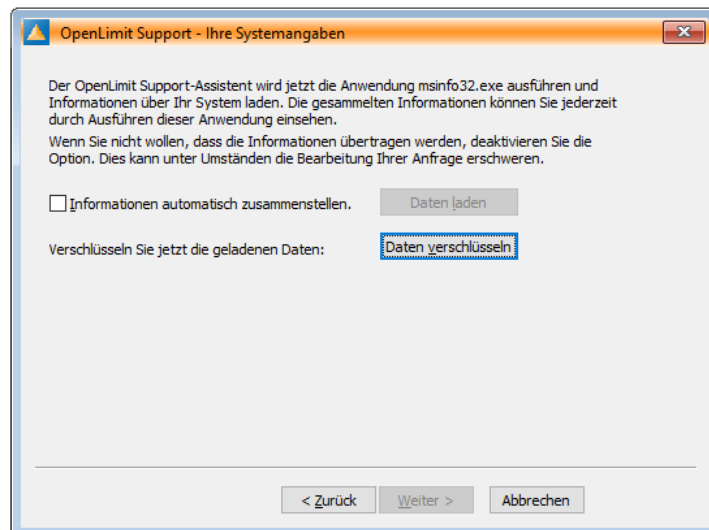 OpenLimit Support - Ihre Systemangaben
Der OpenLimit Support-Assistent wird jetzt die Anwendung msinfo32.exe ausführen und
Informationen über Ihr System laden. Die gesammelten Informationen können Sie jederzeit
durch Ausführen dieser Anwendung einsehen.
Wenn Sie nicht wollen, dass die Informationen übertragen werden, deaktivieren Sie die
Option. Dies kann unter Umständen die Bearbeitung Ihrer Anfrage erschweren.
Informationen automatisch zusammenstellen. Daten laden
Verschlüsseln Sie jetzt die geladenen Daten: Daten verschlüsseln
< Zurück Weiter > Abbrechen